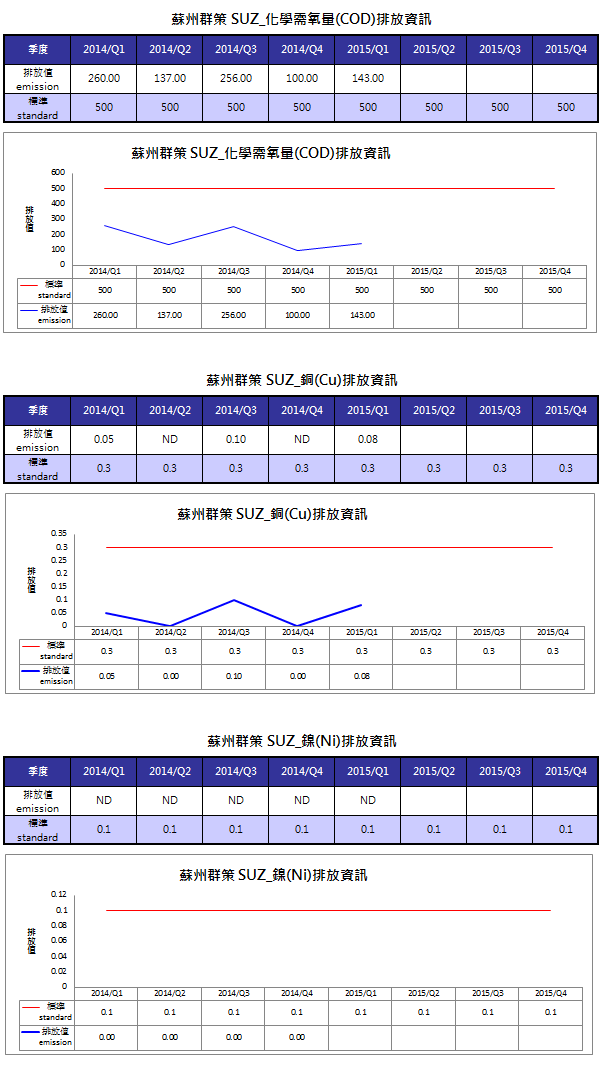 蘇州群策 SUZ_化學需氧量(COD)排放資訊
季度 2014/Q1 2014/Q2 2014/Q3 2014/Q4 2015/Q1 2015/Q2 2015/Q3 2015/Q4
排放值
emission 260.00 137.00 256.00 100.00 143.00
標準
standard 500 500 500 500 500 500 500 500
蘇州群策 SUZ_化學需氧量(COD)排放資訊
600
500
400
300
200
100
0
排放值
2014/Q1 2014/Q2 2014/Q3 2014/Q4 2015/Q1 2015/Q2 2015/Q3 2015/Q4
標準
standard 500 500 500 500 500 500 500 500
排放值
emission 260.00 137.00 256.00 100.00 143.00
蘇州群策 SUZ_銅(Cu)排放資訊
季度 2014/Q1 2014/Q2 2014/Q3 2014/Q4 2015/Q1 2015/Q2 2015/Q3 2015/Q4
排放值
emission 0.05 ND 0.10 ND 0.08
標準
standard 0.3 0.3 0.3 0.3 0.3 0.3 0.3 0.3
蘇州群策 SUZ_銅(Cu)排放資訊
0.35
0.3
0.25
0.2
0.15
0.1
0.05
0
排放值
2014/Q1 2014/Q2 2014/Q3 2014/Q4 2015/Q1 2015/Q2 2015/Q3 2015/Q4
標準
standard 0.3 0.3 0.3 0.3 0.3 0.3 0.3 0.3
排放值
emission 0.05 0.00 0.10 0.00 0.08
蘇州群策 SUZ_鎳(Ni)排放資訊
季度 2014/Q1 2014/Q2 2014/Q3 2014/Q4 2015/Q1 2015/Q2 2015/Q3 2015/Q4
排放值
emission ND ND ND ND ND
標準
standard 0.1 0.1 0.1 0.1 0.1 0.1 0.1 0.1
蘇州群策 SUZ_鎳(Ni)排放資訊
0.12
0.1
0.08
0.06
0.04
0.02
0
排放值
2014/Q1 2014/Q2 2014/Q3 2014/Q4 2015/Q1 2015/Q2 2015/Q3 2015/Q4
標準
standard 0.1 0.1 0.1 0.1 0.1 0.1 0.1 0.1
排放值
emission 0.00 0.00 0.00 0.00